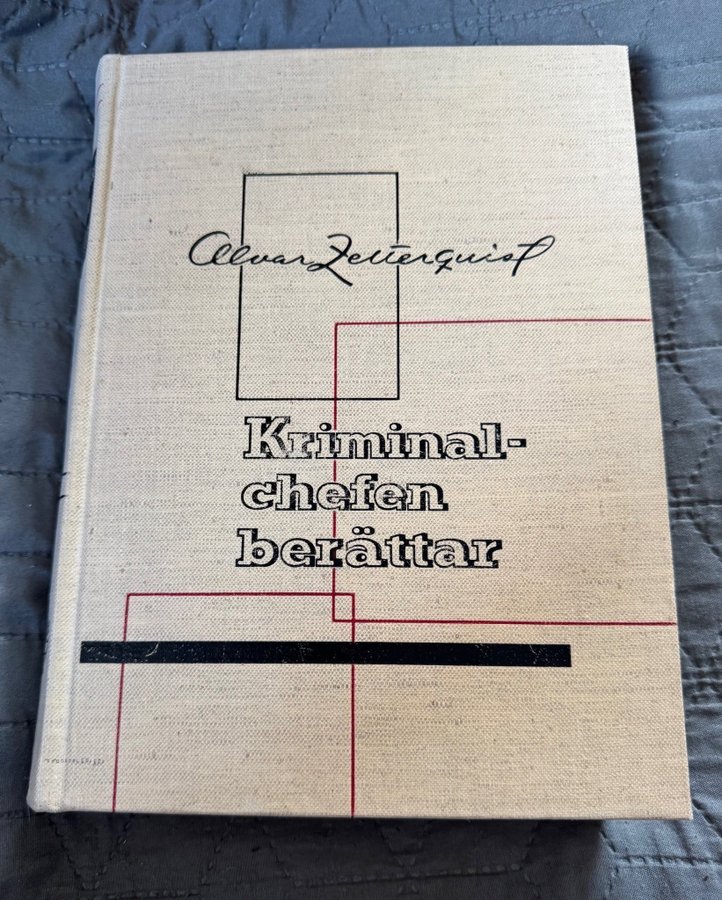 Alvar Zetterquist
Kriminal-
chefen
berättar